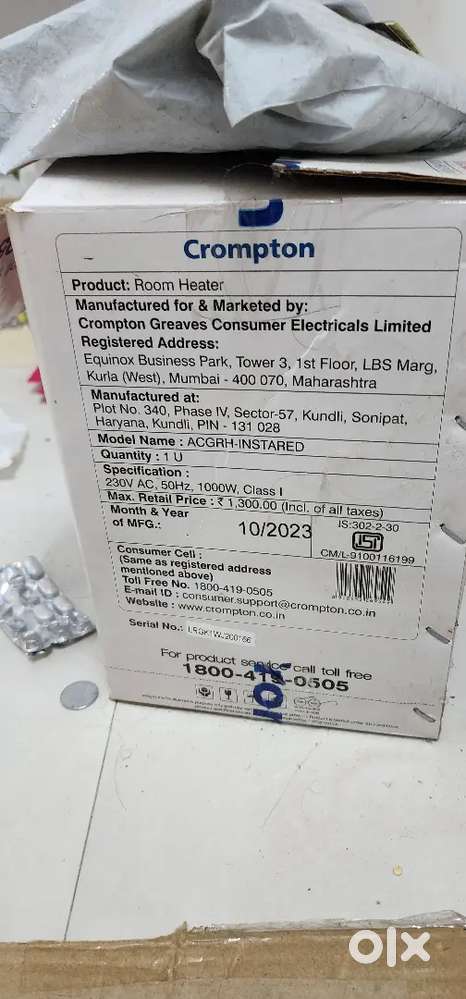 Crompton
Product: Room Heater
Manufactured for & Marketed by:
Crompton Greaves Consumer Electricals Limited
Registered Address:
Equinox Business Park, Tower 3, 1st Floor, LBS Marg,
Kurla (West), Mumbai - 400 070, Maharashtra
Manufactured at:
Plot No. 340, Phase IV, Sector-57, Kundli, Sonipat,
Haryana, Kundli, PIN - 131 028
Model Name : ACGRH-INSTARED
Quantity : 1 U
Specification :
230V AC, 50Hz, 1000W, Class I
Max. Retail Price : ₹ 1,300.00 (Incl. of all taxes)
Month & Year
of MFG.:
10/2023
IS:302-2-30
ISI
CM/L-9100116199
Consumer Cell :
(Same as registered address
mentioned above)
Toll Free No. 1800-419-0505
E-mail ID : consumer.support@crompton.co.in
Website : www.crompton.co.in
Serial No.:
For product service call toll free
1800-419-0505
olx